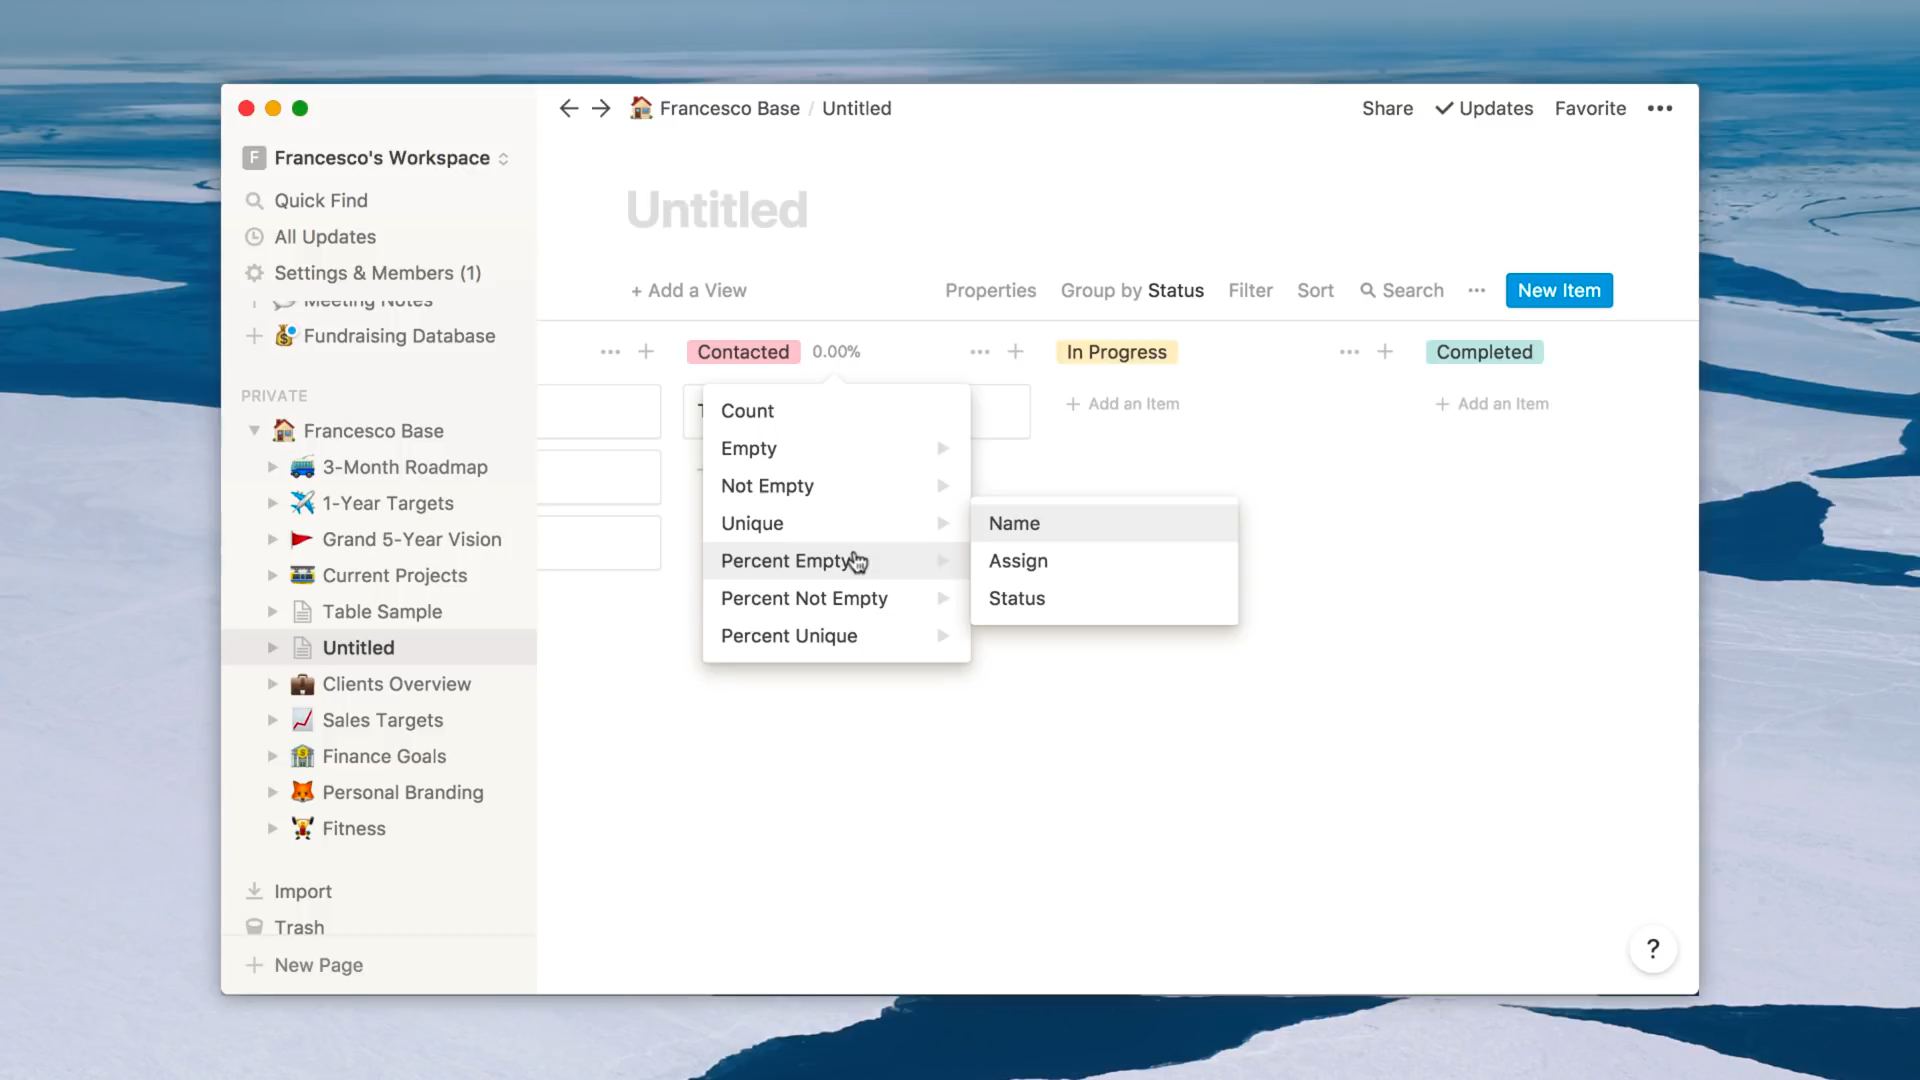 Francesco Base / Untitled
Share
Updates
Favorite
F
Francesco's Workspace
Quick Find
All Updates
Settings & Members (1)
Meeting Notes
+ Fundraising Database
PRIVATE
Francesco Base
3-Month Roadmap
1-Year Targets
Grand 5-Year Vision
Current Projects
Table Sample
Untitled
Clients Overview
Sales Targets
Finance Goals
Personal Branding
Fitness
Import
Trash
+ New Page
Untitled
+ Add a View
Properties
Group by Status
Filter
Sort
Search
•••
New Item
••• +
Contacted 0.00%
••• +
In Progress
••• +
Completed
+ Add an Item
+ Add an Item
Count
Empty
Not Empty
Unique
Percent Empty
Percent Not Empty
Percent Unique
Name
Assign
Status
?